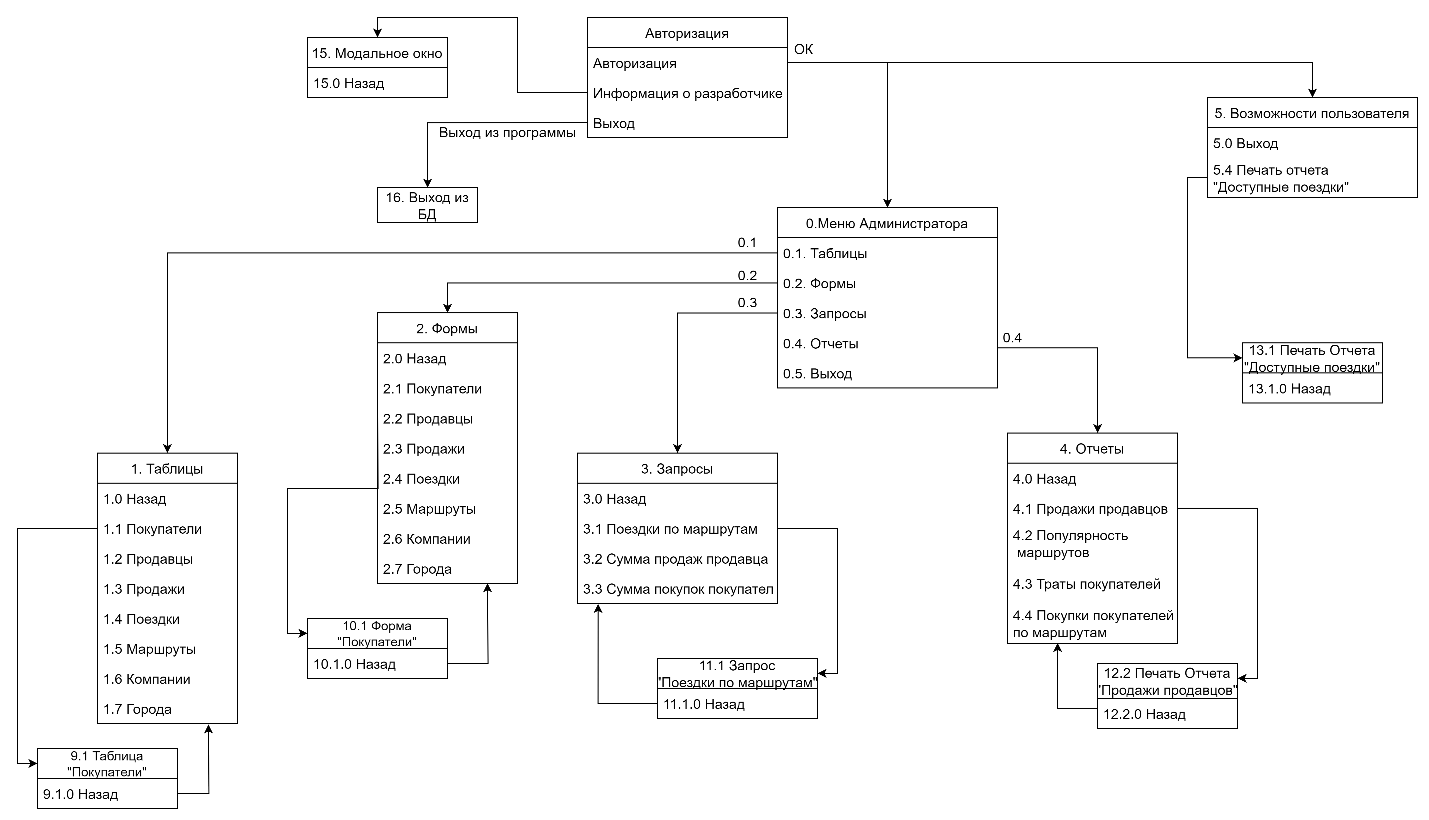 Авторизация
Авторизация
Информация о разработчике
Выход
ОК
15. Модальное окно
15.0 Назад
Выход из программы
16. Выход из
БД
5. Возможности пользователя
5.0 Выход
5.4 Печать отчета
"Доступные поездки"
0.Меню Администратора
0.1. Таблицы
0.2. Формы
0.3. Запросы
0.4. Отчеты
0.5. Выход
0.1
0.2
0.3
0.4
13.1 Печать Отчета
"Доступные поездки"
13.1.0 Назад
2. Формы
2.0 Назад
2.1 Покупатели
2.2 Продавцы
2.3 Продажи
2.4 Поездки
2.5 Маршруты
2.6 Компании
2.7 Города
1. Таблицы
1.0 Назад
1.1 Покупатели
1.2 Продавцы
1.3 Продажи
1.4 Поездки
1.5 Маршруты
1.6 Компании
1.7 Города
3. Запросы
3.0 Назад
3.1 Поездки по маршрутам
3.2 Сумма продаж продавца
3.3 Сумма покупок покупател
4. Отчеты
4.0 Назад
4.1 Продажи продавцов
4.2 Популярность
маршрутов
4.3 Траты покупателей
4.4 Покупки покупателей
по маршрутам
10.1 Форма
"Покупатели"
10.1.0 Назад
11.1 Запрос
"Поездки по маршрутам"
11.1.0 Назад
12.2 Печать Отчета
"Продажи продавцов"
12.2.0 Назад
9.1 Таблица
"Покупатели"
9.1.0 Назад